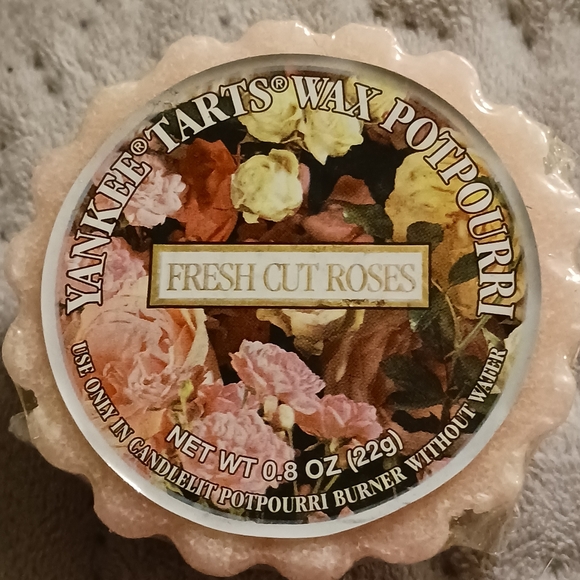 YANKEE® TARTS® WAX POTPOURRI
FRESH CUT ROSES
NET WT 0.8 OZ (22g)
USE ONLY IN CANDLELIT POTPOURRI BURNER WITHOUT WATER